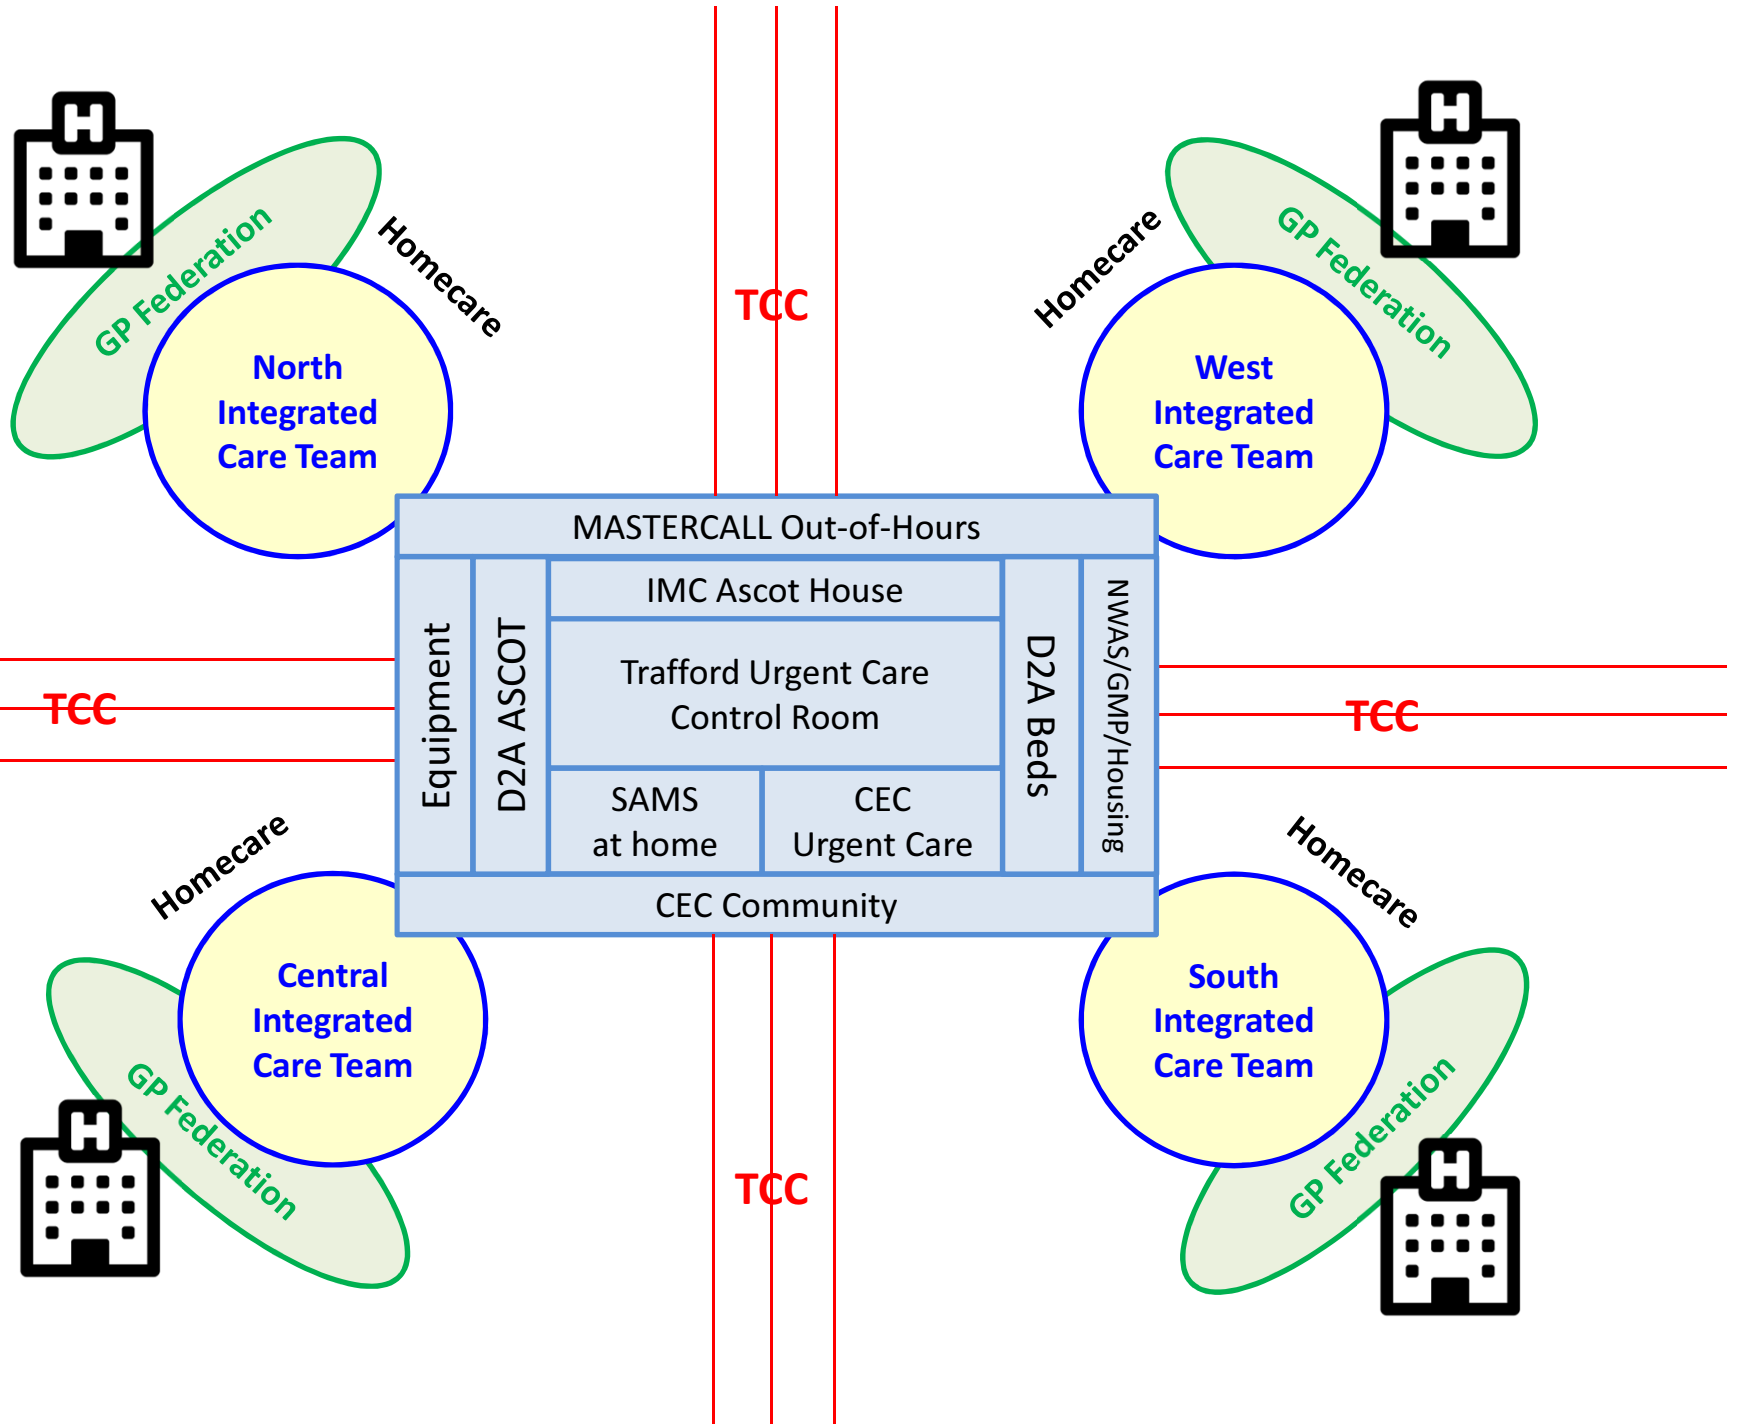 H
H
GP Federation
Homecare
Homecare
GP Federation
TCC
North
Integrated
Care Team
West
Integrated
Care Team
MASTERCALL Out-of-Hours
IMC Ascot House
Equipment
D2A ASCOT
Trafford Urgent Care
Control Room
D2A Beds
NWAS/GMP/Housing
TCC
TCC
SAMS
at home
CEC
Urgent Care
CEC Community
Homecare
Homecare
Central
Integrated
Care Team
South
Integrated
Care Team
GP Federation
GP Federation
H
H
TCC